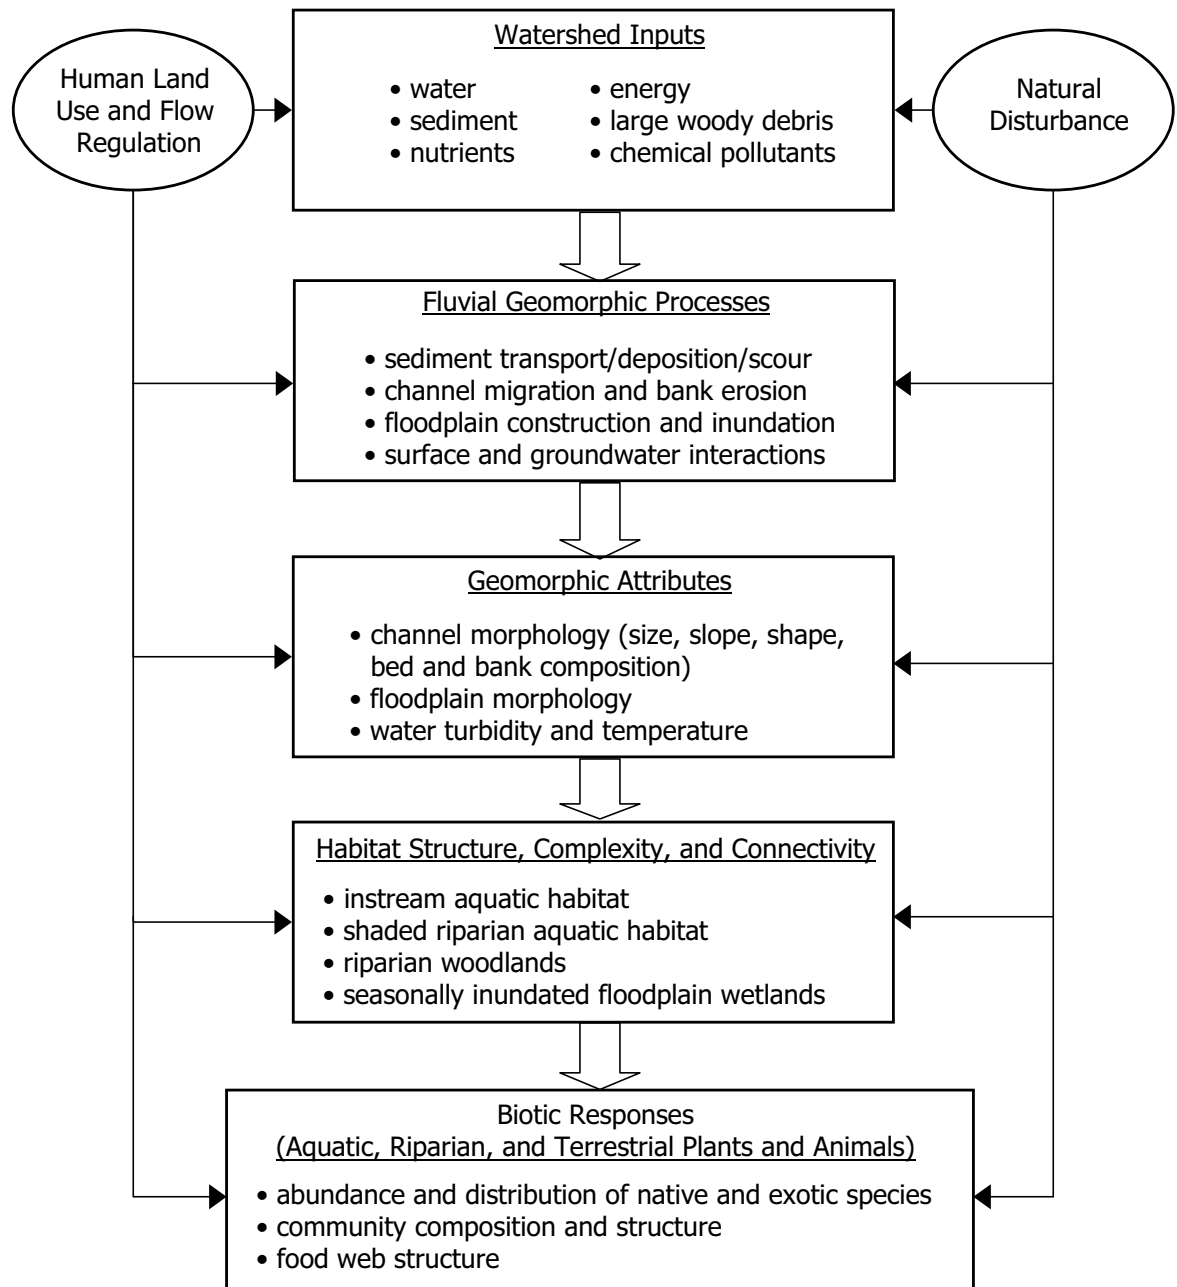 Watershed Inputs
• water
• sediment
• nutrients
• energy
• large woody debris
• chemical pollutants
Human Land
Use and Flow
Regulation
Natural
Disturbance
Fluvial Geomorphic Processes
• sediment transport/deposition/scour
• channel migration and bank erosion
• floodplain construction and inundation
• surface and groundwater interactions
Geomorphic Attributes
• channel morphology (size, slope, shape,
bed and bank composition)
• floodplain morphology
• water turbidity and temperature
Habitat Structure, Complexity, and Connectivity
• instream aquatic habitat
• shaded riparian aquatic habitat
• riparian woodlands
• seasonally inundated floodplain wetlands
Biotic Responses
(Aquatic, Riparian, and Terrestrial Plants and Animals)
• abundance and distribution of native and exotic species
• community composition and structure
• food web structure